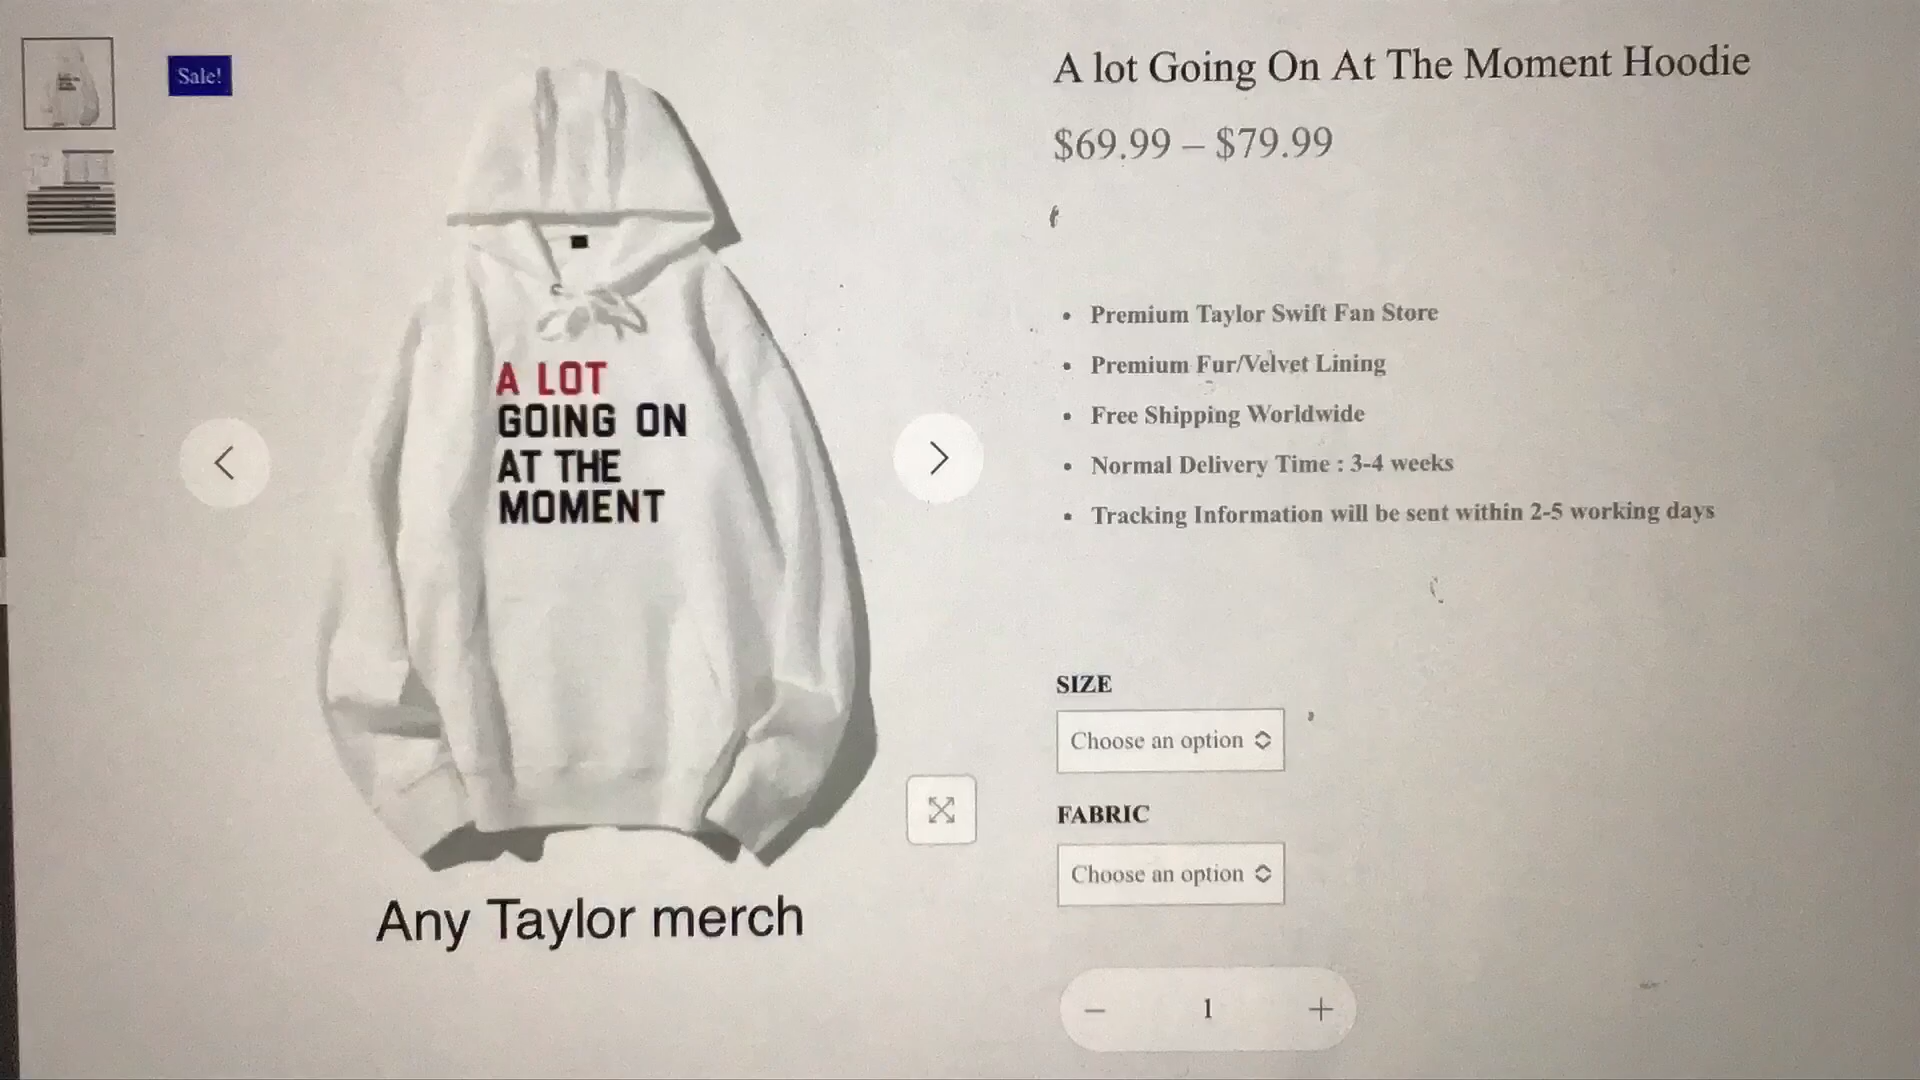 Sale!
A lot Going On At The Moment Hoodie
$69.99 – $79.99
A LOT
GOING ON
AT THE
MOMENT
Premium Taylor Swift Fan Store
Premium Fur/Velvet Lining
Free Shipping Worldwide
Normal Delivery Time : 3-4 weeks
Tracking Information will be sent within 2-5 working days
SIZE
Choose an option
FABRIC
Choose an option
Any Taylor merch
1